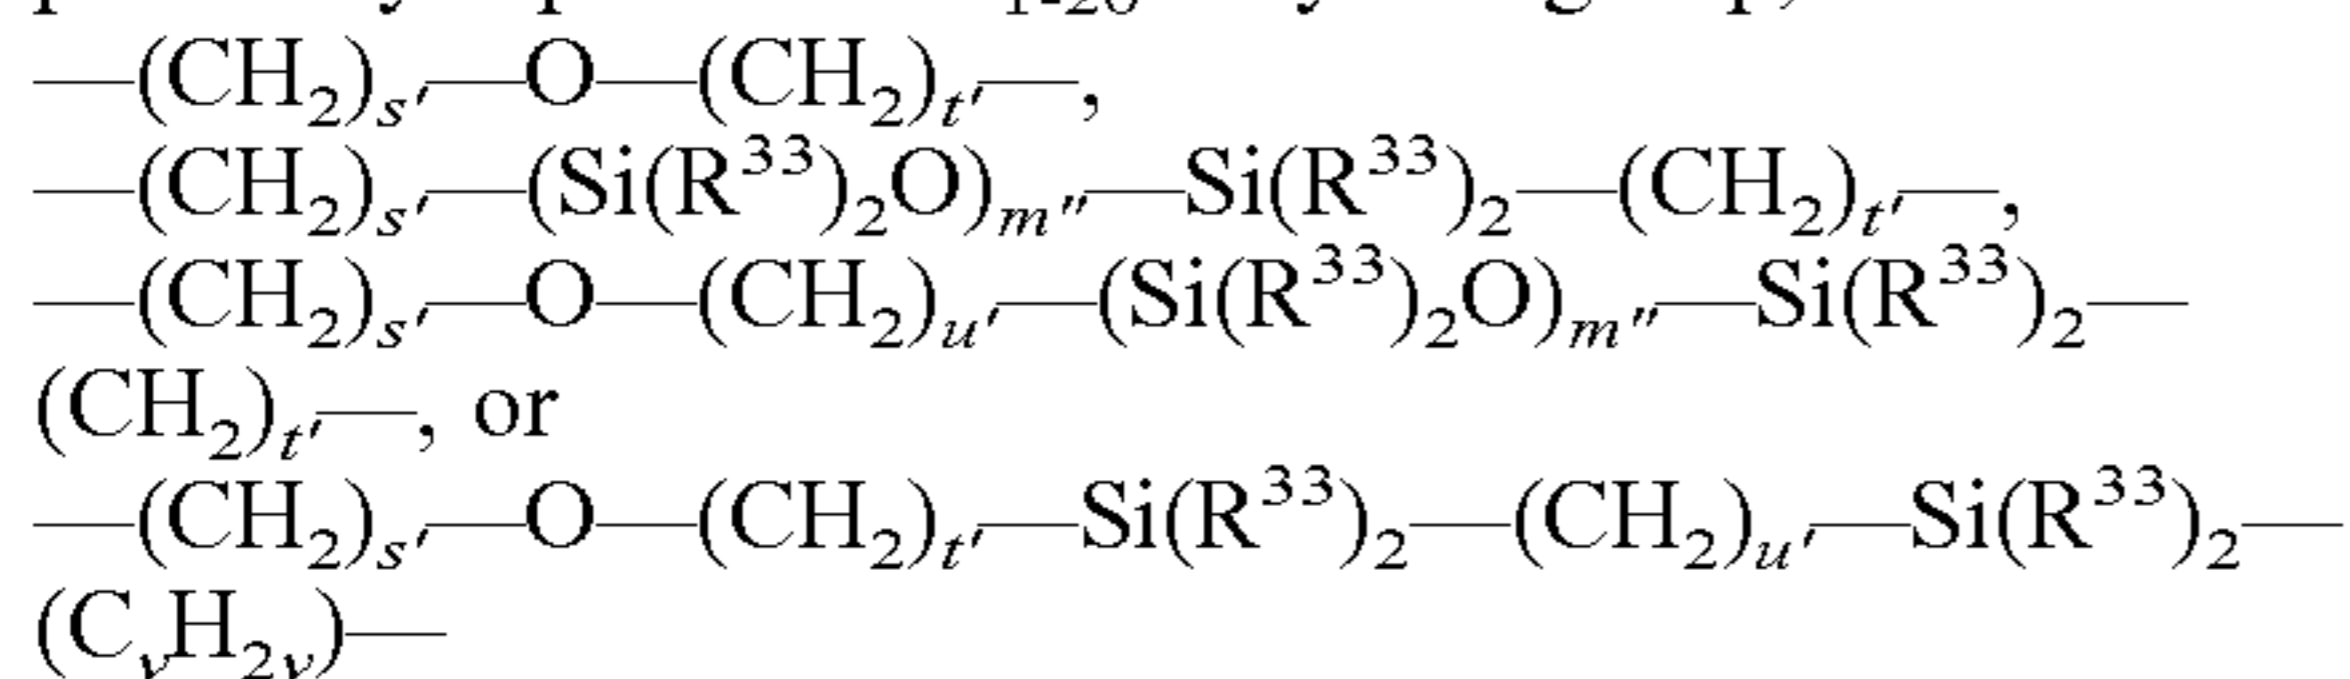 —(CH₂)ₛ′—O—(CH₂)ₜ′—,
—(CH₂)ₛ′—(Si(R³³)₂O)ₘ″—Si(R³³)₂—(CH₂)ₜ′—,
—(CH₂)ₛ′—O—(CH₂)ᵤ′—(Si(R³³)₂O)ₘ″—Si(R³³)₂—
(CH₂)ₜ′—, or
—(CH₂)ₛ′—O—(CH₂)ₜ′—Si(R³³)₂—(CH₂)ᵤ′—Si(R³³)₂—
(CᵥH₂ᵥ)—